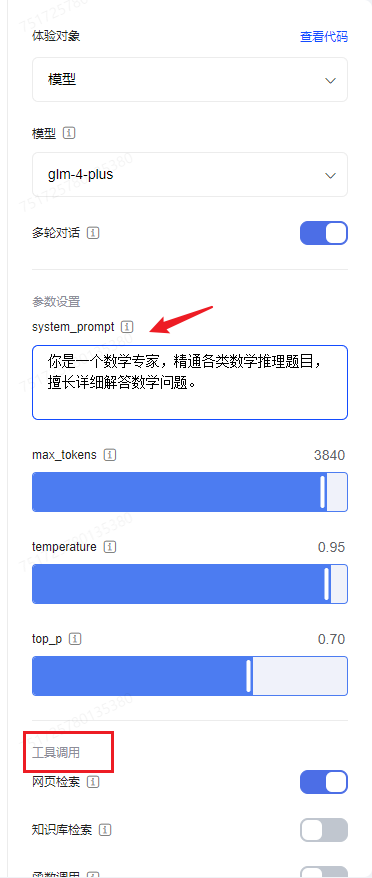 体验对象 查看代码
模型
模型
glm-4-plus
多轮对话
参数设置
system_prompt
你是一个数学专家，精通各类数学推理题目，
擅长详细解答数学问题。
max_tokens 3840
temperature 0.95
top_p 0.70
工具调用
网页检索
知识库检索
函数调用